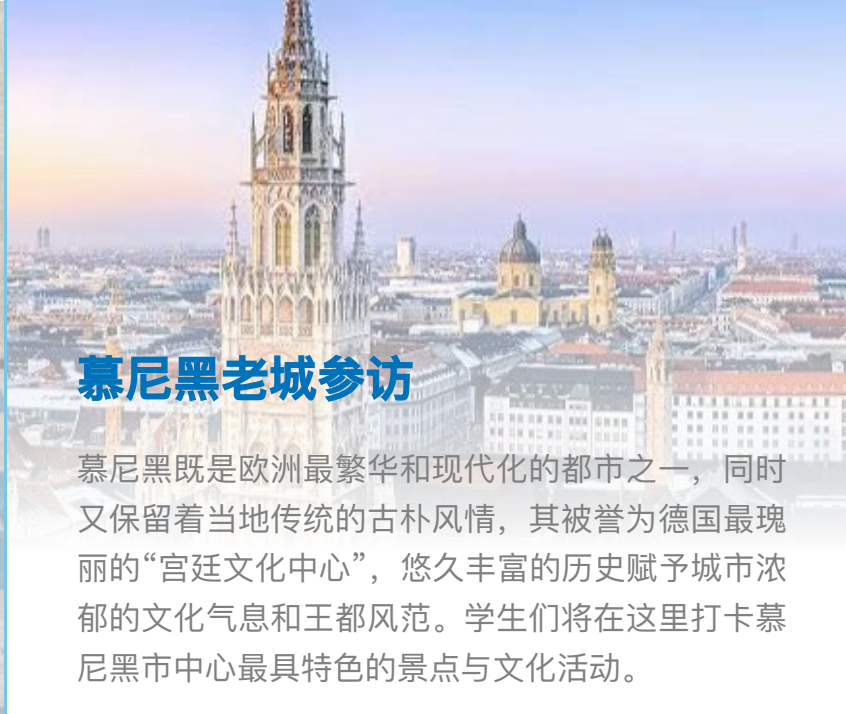 慕尼黑老城参访
慕尼黑既是欧洲最繁华和现代化的都市之一，同时
又保留着当地传统的古朴风情，其被誉为德国最瑰
丽的“宫廷文化中心”，悠久丰富的历史赋予城市浓
郁的文化气息和王都风范。学生们将在这里打卡慕
尼黑市中心最具特色的景点与文化活动。